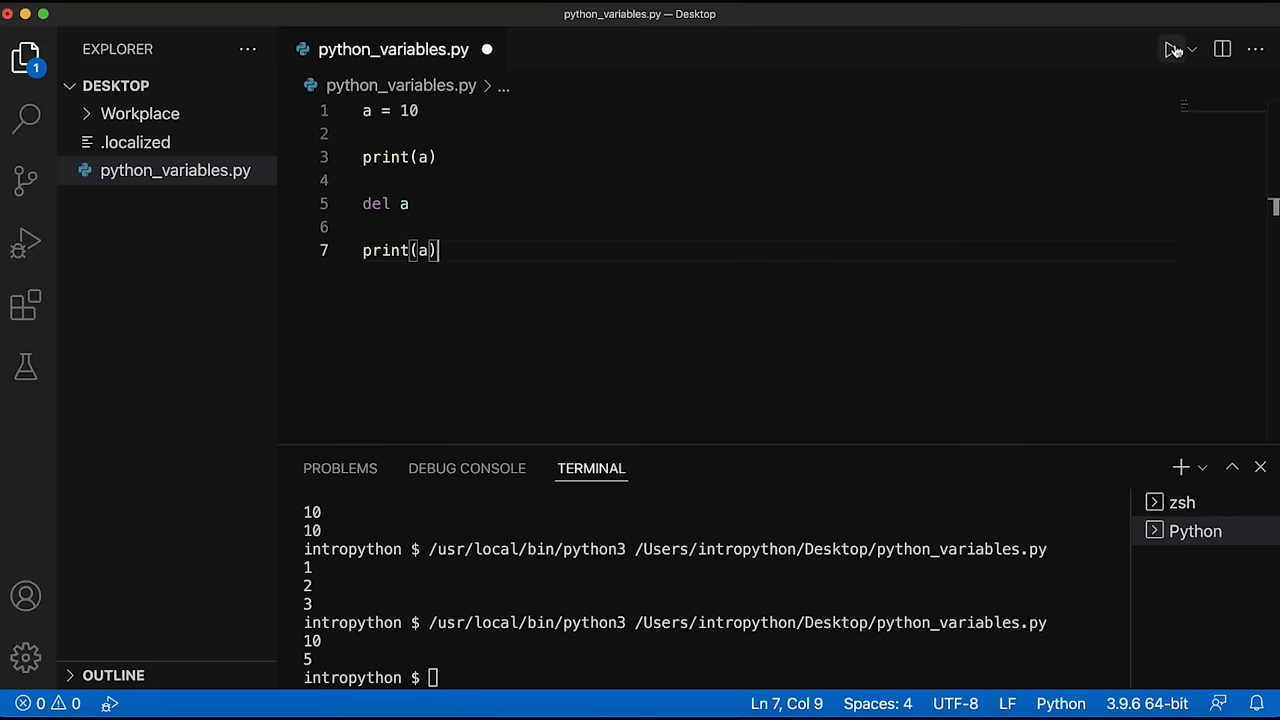 python_variables.py — Desktop
EXPLORER
python_variables.py
1
DESKTOP
python_variables.py > ...
Workplace
.localized
python_variables.py
1 a = 10
2
3 print(a)
4
5 del a
6
7 print(a)
PROBLEMS DEBUG CONSOLE TERMINAL
10
10
intropython $ /usr/local/bin/python3 /Users/intropython/Desktop/python_variables.py
1
2
3
intropython $ /usr/local/bin/python3 /Users/intropython/Desktop/python_variables.py
10
5
intropython $
zsh
Python
OUTLINE
0 0 Ln 7, Col 9 Spaces: 4 UTF-8 LF Python 3.9.6 64-bit